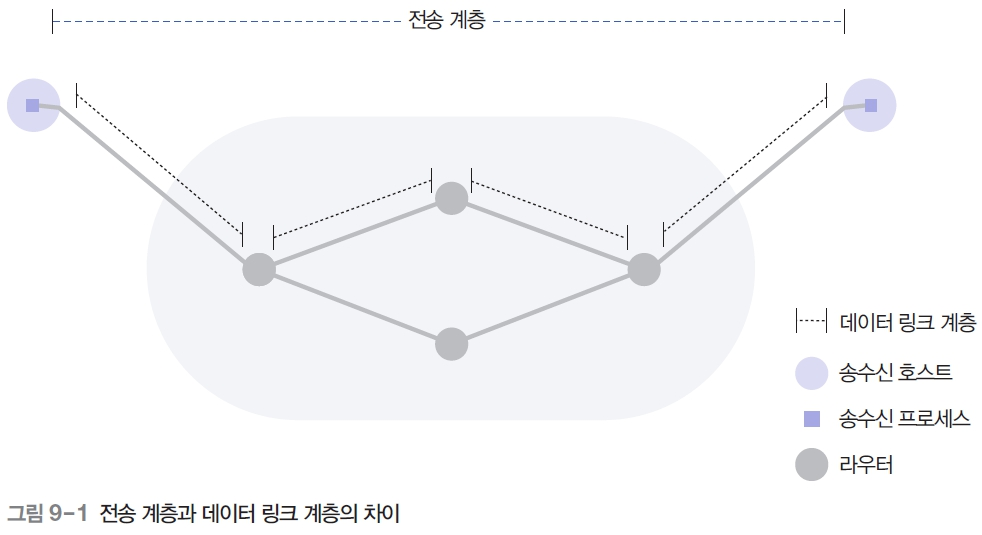 전송 계층
데이터 링크 계층
송수신 호스트
송수신 프로세스
라우터
그림 9-1 전송 계층과 데이터 링크 계층의 차이